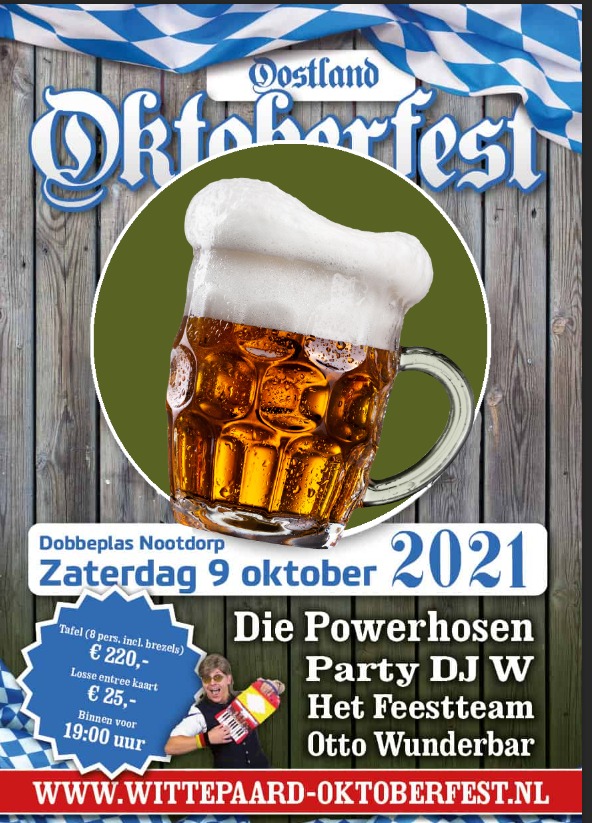 Oostland
Oktoberfest
Dobbeplas Nootdorp
Zaterdag 9 oktober 2021
Tafel (8 pers. incl. brezels)
€ 220,-
Losse entree kaart
€ 25,-
Binnen voor
19:00 uur
Die Powerhosen
Party DJ W
Het Feestteam
Otto Wunderbar
WWW.WITTEPAARD-OKTOBERFEST.NL